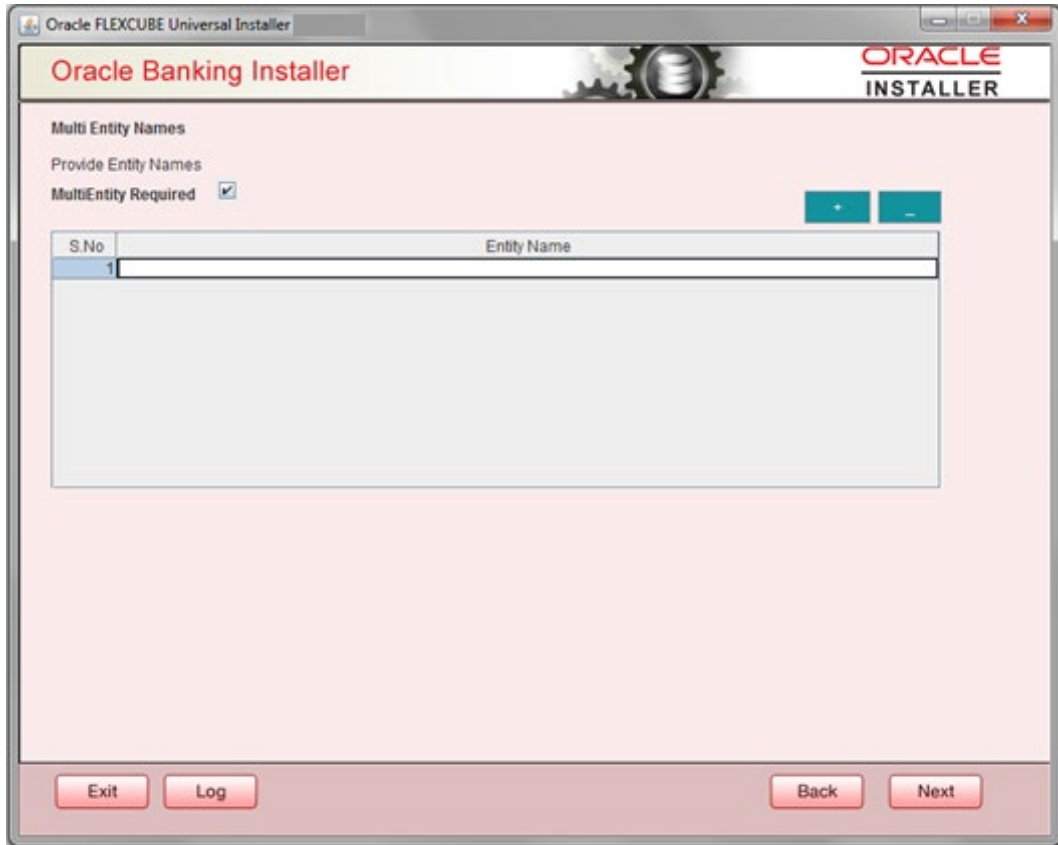 Oracle FLEXCUBE Universal Installer
Oracle Banking Installer
ORACLE
INSTALLER
Multi Entity Names
Provide Entity Names
MultiEntity Required
+ _
S.No Entity Name
1
Exit Log Back Next